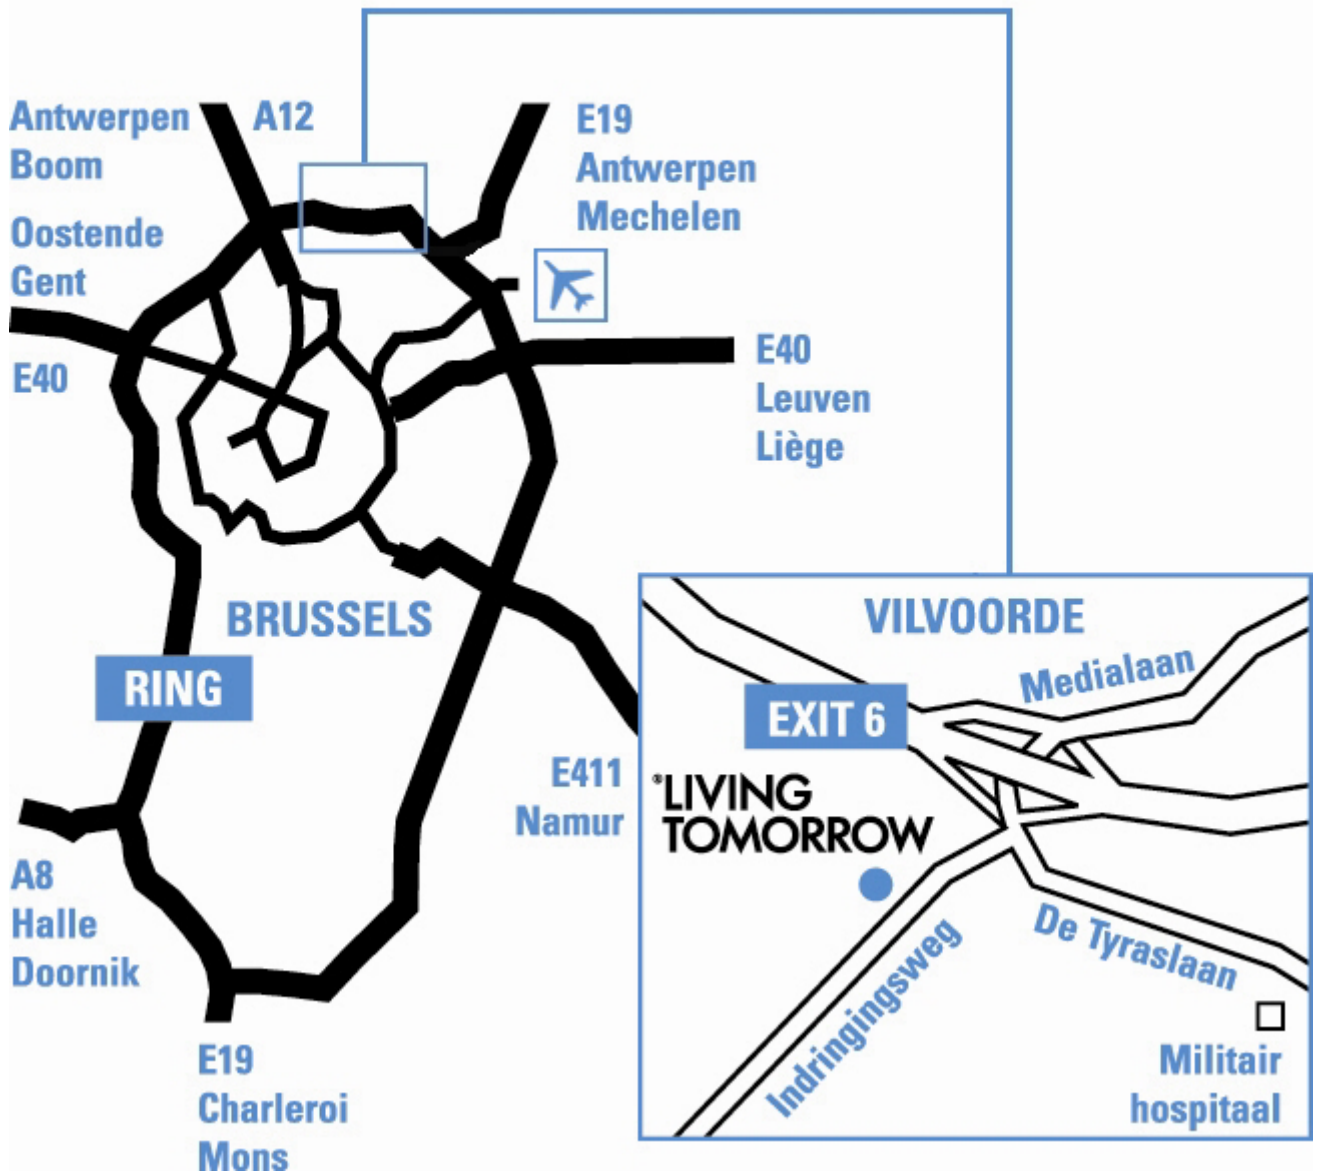 Antwerpen
Boom
A12
E19
Antwerpen
Mechelen
Oostende
Gent
E40
E40
Leuven
Liège
BRUSSELS
RING
E411
Namur
A8
Halle
Doornik
E19
Charleroi
Mons
VILVOORDE
Medialaan
EXIT 6
®LIVING
TOMORROW
De Tyraslaan
Indringingsweg
Militair
hospitaal